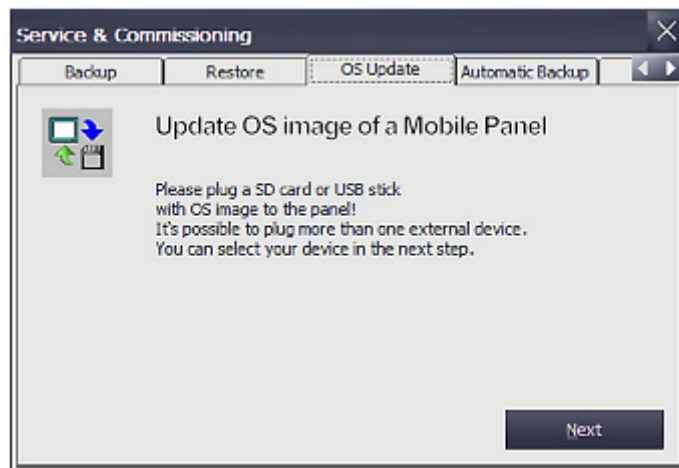 Service & Commissioning
Backup
Restore
OS Update
Automatic Backup
Update OS image of a Mobile Panel
Please plug a SD card or USB stick
with OS image to the panel!
It's possible to plug more than one external device.
You can select your device in the next step.
Next